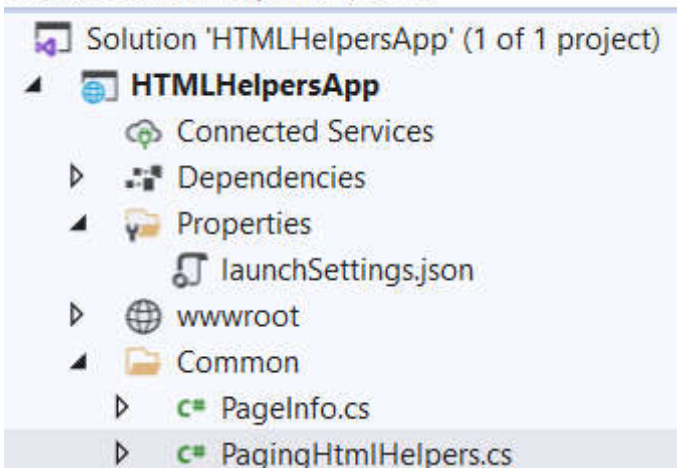 Solution 'HTMLHelpersApp' (1 of 1 project)
HTMLHelpersApp
Connected Services
Dependencies
Properties
launchSettings.json
wwwroot
Common
C# PageInfo.cs
C# PagingHtmlHelpers.cs